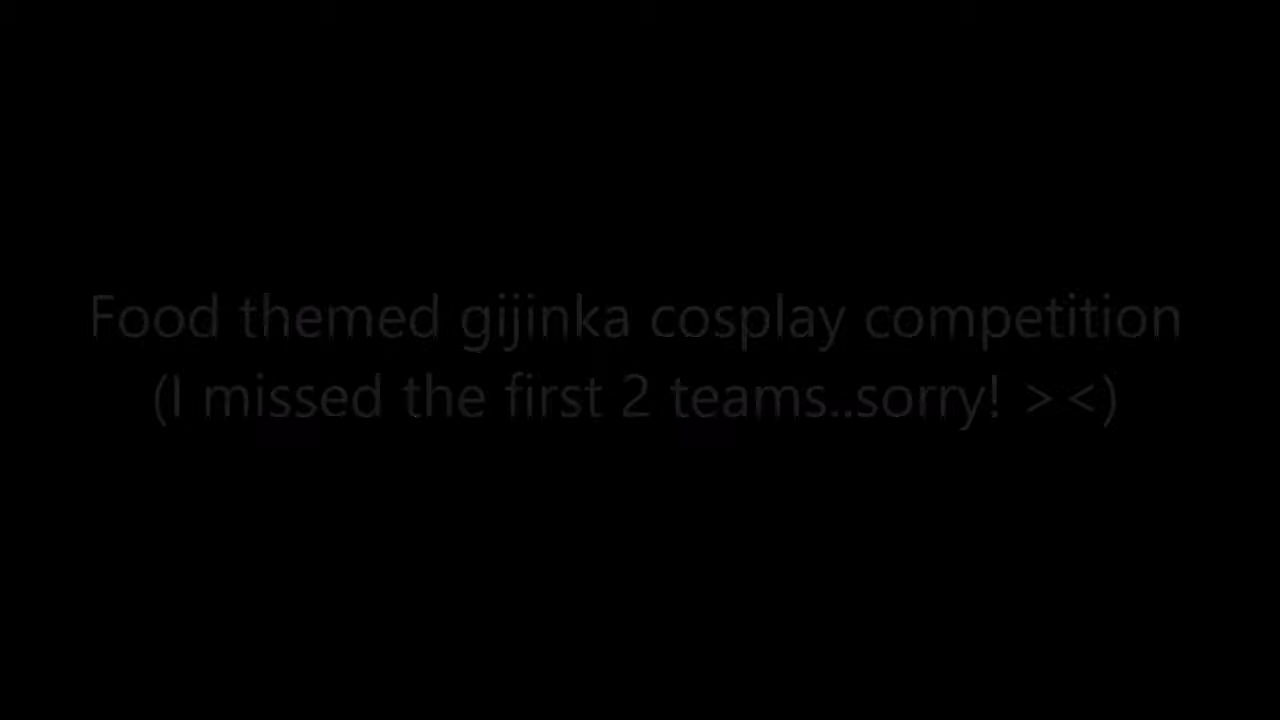 Food themed gijinka cosplay competition
(I missed the first 2 teams..sorry! ><)